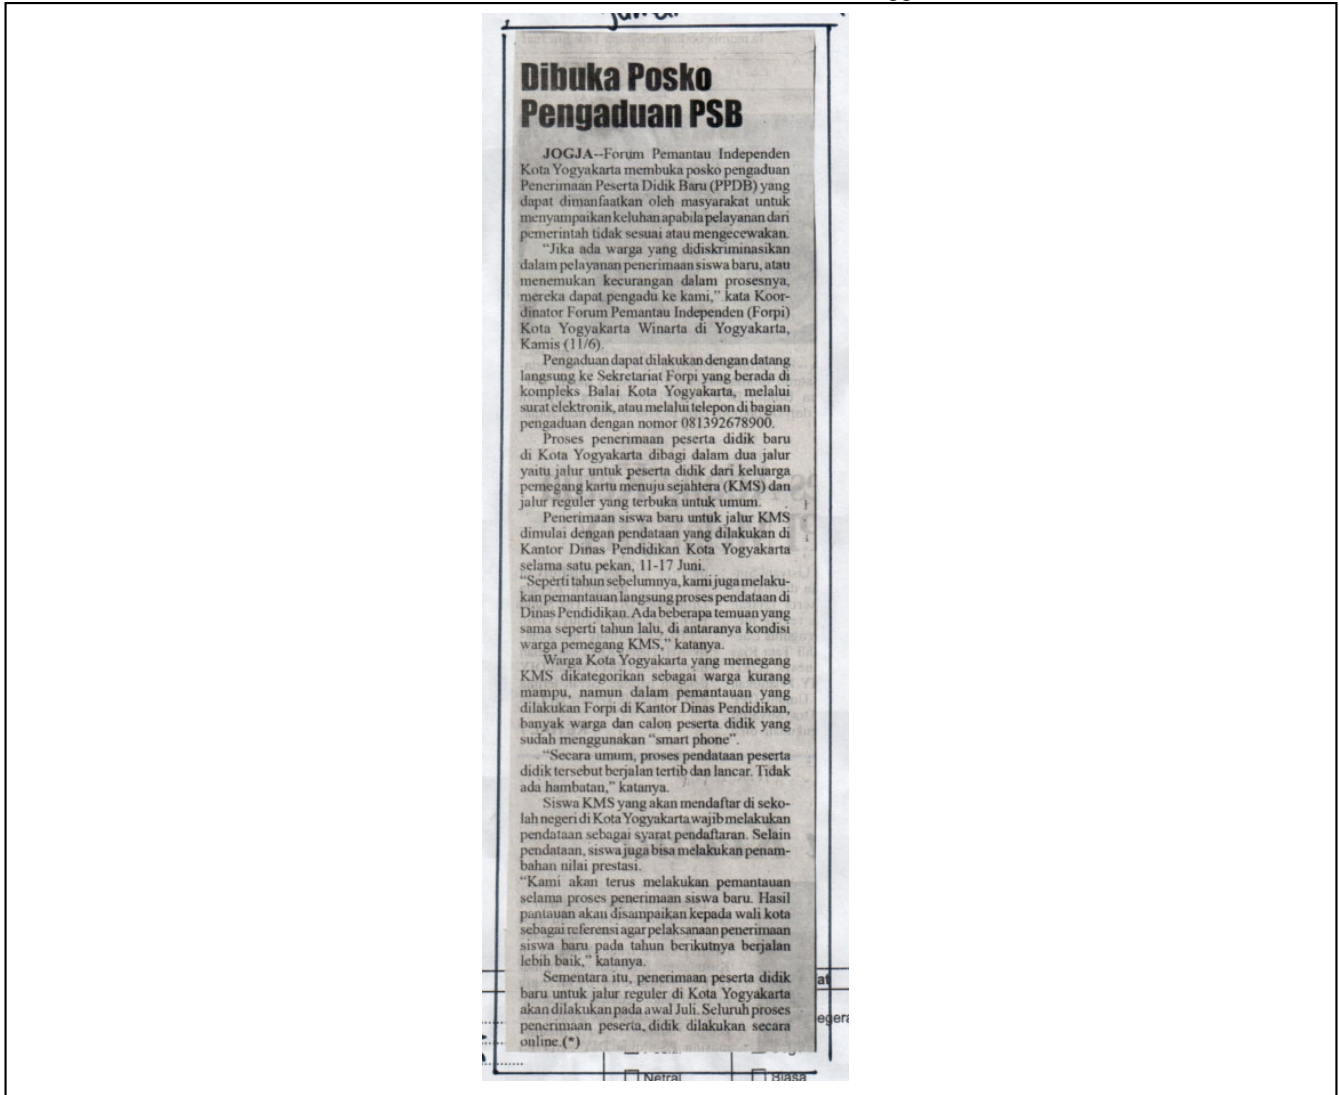 Dibuka Posko
Pengaduan PSB
JOGJA--Forum Pemantau Independen
Kota Yogyakarta membuka posko pengaduan
Penerimaan Peserta Didik Baru (PPDB) yang
dapat dimanfaatkan oleh masyarakat untuk
menyampaikan keluhan apabila pelayanan dari
pemerintah tidak sesuai atau mengecewakan.
“Jika ada warga yang didiskriminasikan
dalam pelayanan penerimaan siswa baru, atau
menemukan kecurangan dalam prosesnya,
mereka dapat pengadu ke kami,” kata Koor-
dinator Forum Pemantau Independen (Forpi)
Kota Yogyakarta Winarta di Yogyakarta,
Kamis (11/6).
Pengaduan dapat dilakukan dengan datang
langsung ke Sekretariat Forpi yang berada di
kompleks Balai Kota Yogyakarta, melalui
surat elektronik, atau melalui telepon di bagian
pengaduan dengan nomor 081392678900.
Proses penerimaan peserta didik baru
di Kota Yogyakarta dibagi dalam dua jalur
yaitu jalur untuk peserta didik dari keluarga
pemegang kartu menuju sejahtera (KMS) dan
jalur reguler yang terbuka untuk umum.
Penerimaan siswa baru untuk jalur KMS
dimulai dengan pendataan yang dilakukan di
Kantor Dinas Pendidikan Kota Yogyakarta
selama satu pekan, 11-17 Juni.
“Seperti tahun sebelumnya, kami juga melaku-
kan pemantauan langsung proses pendataan di
Dinas Pendidikan. Ada beberapa temuan yang
sama seperti tahun lalu, di antaranya kondisi
warga pemegang KMS,” katanya.
Warga Kota Yogyakarta yang memegang
KMS dikategorikan sebagai warga kurang
mampu, namun dalam pemantauan yang
dilakukan Forpi di Kantor Dinas Pendidikan,
banyak warga dan calon peserta didik yang
sudah menggunakan “smart phone”.
“Secara umum, proses pendataan peserta
didik tersebut berjalan tertib dan lancar. Tidak
ada hambatan,” katanya.
Siswa KMS yang akan mendaftar di seko-
lah negeri di Kota Yogyakarta wajib melakukan
pendataan sebagai syarat pendaftaran. Selain
pendataan, siswa juga bisa melakukan penam-
bahan nilai prestasi.
“Kami akan terus melakukan pemantauan
selama proses penerimaan siswa baru. Hasil
pantauan akan disampaikan kepada wali kota
sebagai referensi agar pelaksanaan penerimaan
siswa baru pada tahun berikutnya berjalan
lebih baik,” katanya.
Sementara itu, penerimaan peserta didik
baru untuk jalur reguler di Kota Yogyakarta
akan dilakukan pada awal Juli. Seluruh proses
penerimaan peserta, didik dilakukan secara
online.(*)
Netral
Biasa